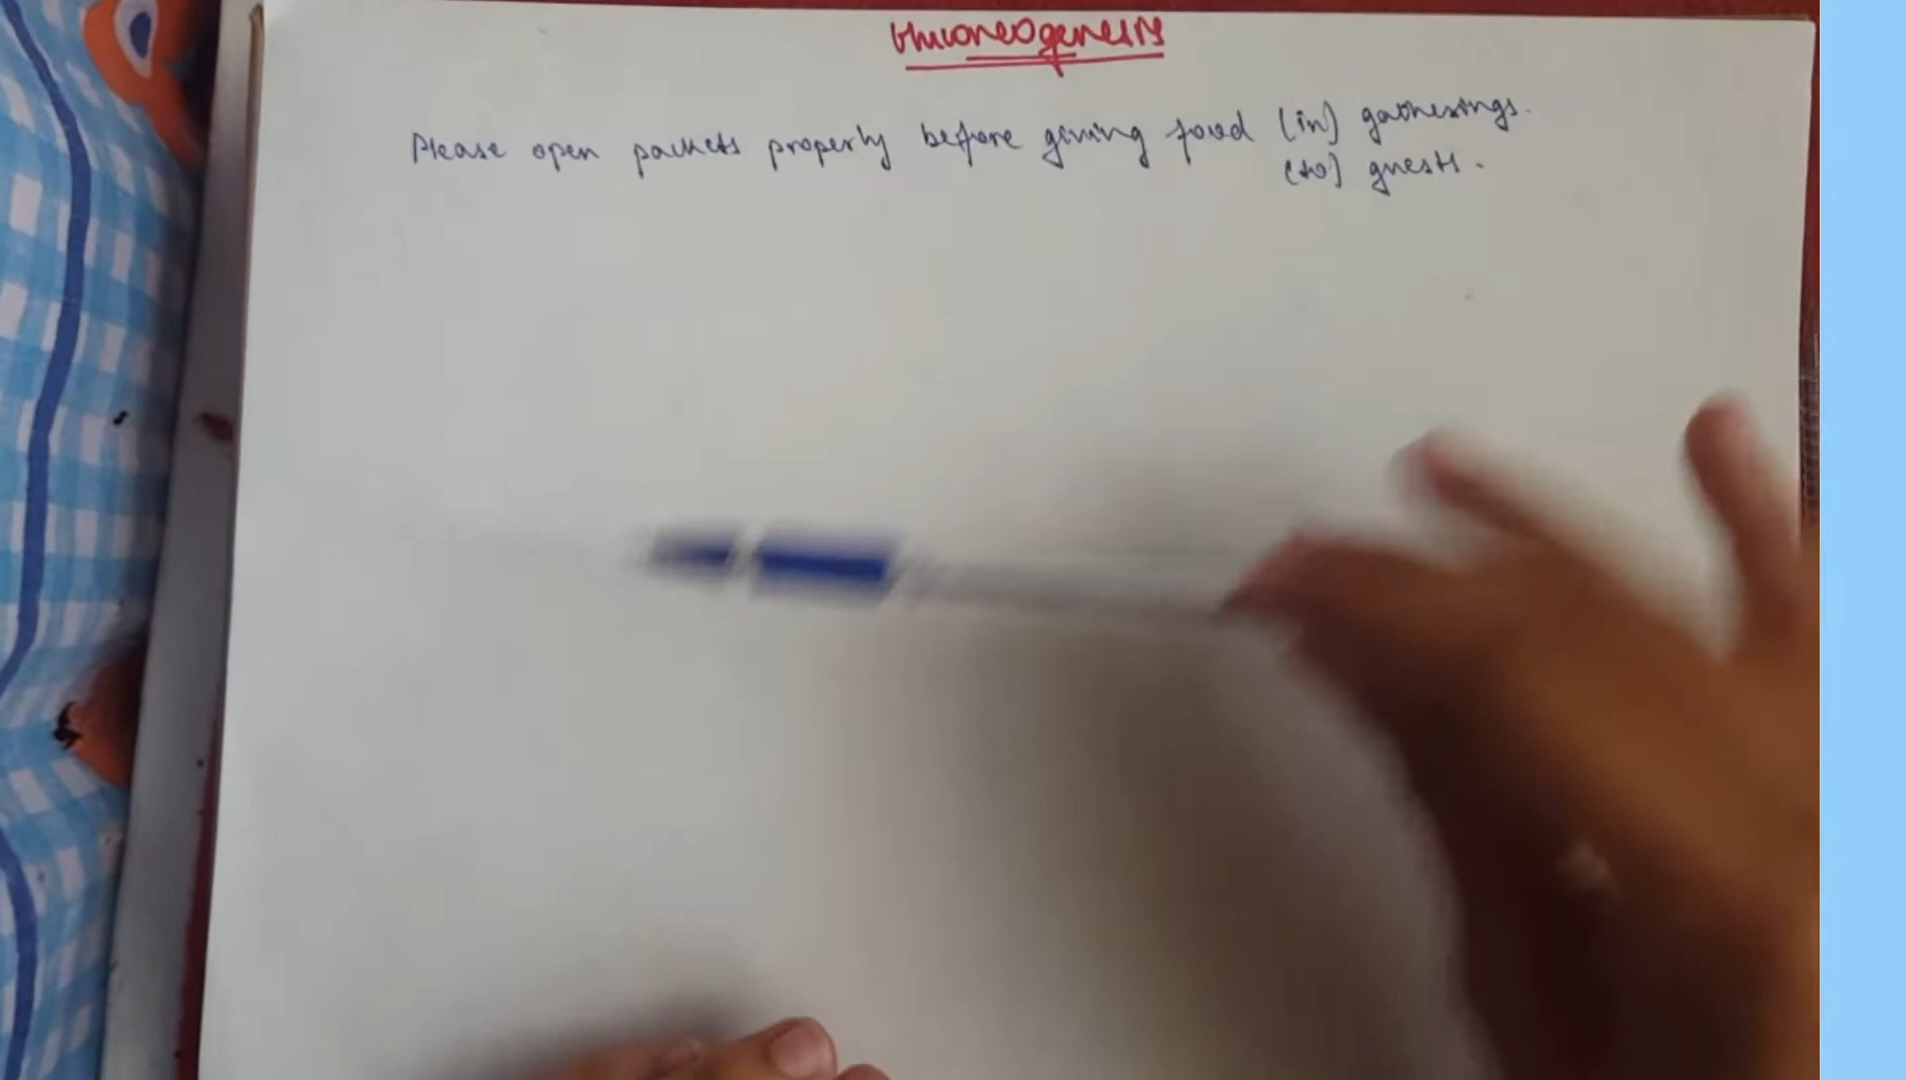 Gluconeogenesis
Please open packets properly before giving food (in) gatherings.
(to) guests.